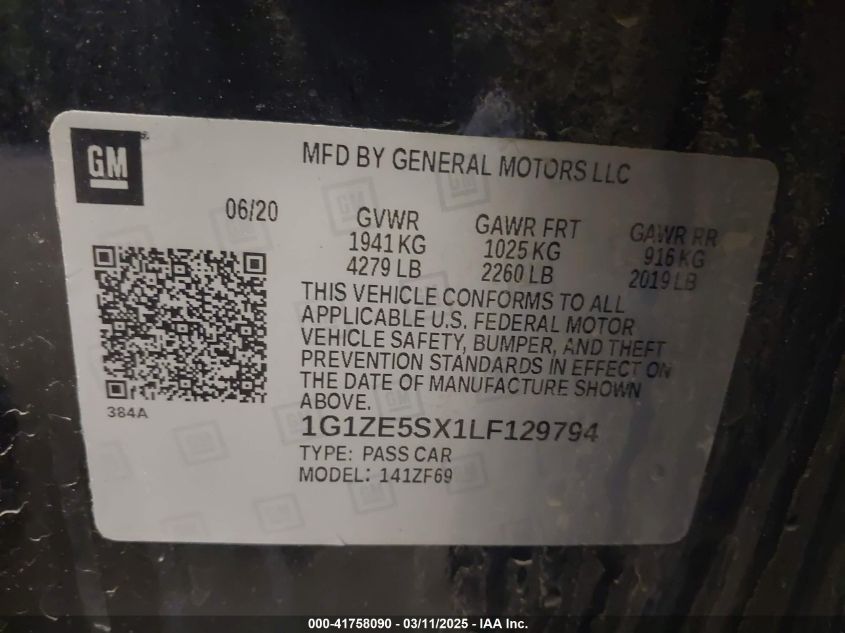 GM
MFD BY GENERAL MOTORS LLC
06/20
GVWR GAWR FRT GAWR RR
1941 KG 1025 KG 916 KG
4279 LB 2260 LB 2019 LB
THIS VEHICLE CONFORMS TO ALL
APPLICABLE U.S. FEDERAL MOTOR
VEHICLE SAFETY, BUMPER, AND THEFT
PREVENTION STANDARDS IN EFFECT ON
THE DATE OF MANUFACTURE SHOWN
ABOVE.
384A
1G1ZE5SX1LF129794
TYPE: PASS CAR
MODEL: 141ZF69
000-41758090 - 03/11/2025 - IAA Inc.